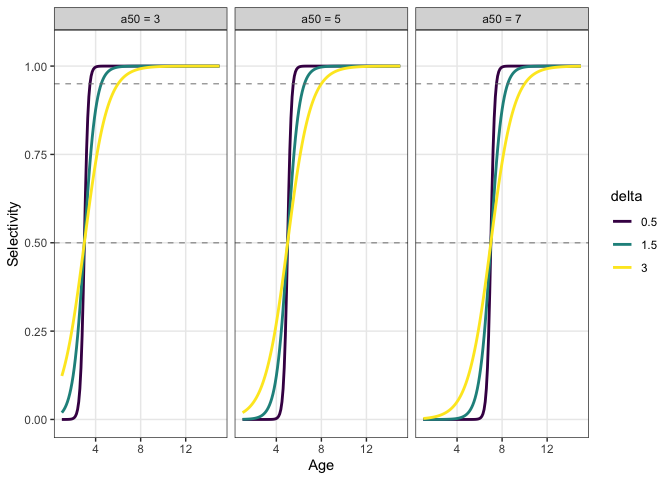 a50 = 3
a50 = 5
a50 = 7
1.00
0.75
0.50
0.25
0.00
Selectivity
4 8 12
4 8 12
4 8 12
Age
delta
0.5
1.5
3